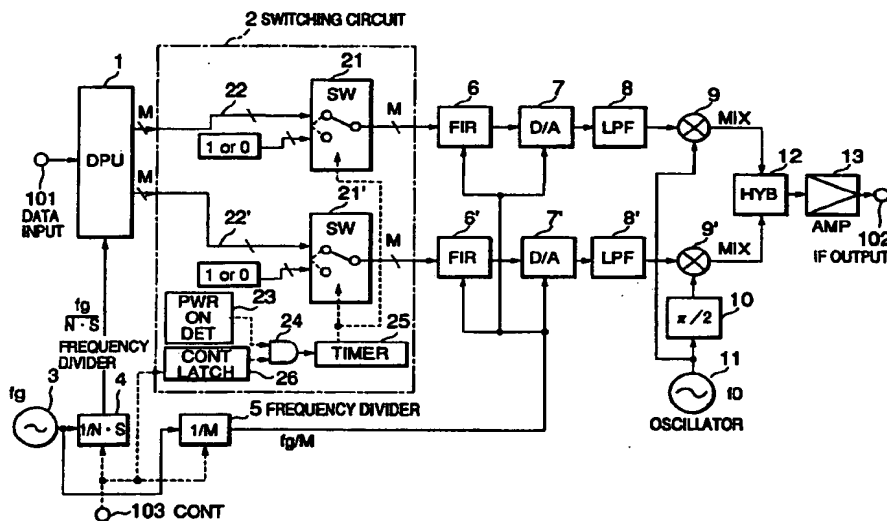 2 SWITCHING CIRCUIT
1
21
22
M
SW
M
6
7
8
9
MIX
DPU
1 or 0
FIR
D/A
LPF
12
13
HYB
101
DATA
INPUT
M
21'
22'
SW
M
6'
7'
8'
9'
MIX
AMP
102
IF OUTPUT
1 or 0
FIR
D/A
LPF
23
PWR
ON
DET
24
25
TIMER
π/2
10
fg
N·S
FREQUENCY
DIVIDER
CONT
LATCH
26
11
f0
OSCILLATOR
fg
3
4
1/N·S
5 FREQUENCY DIVIDER
1/M
fg/M
103 CONT